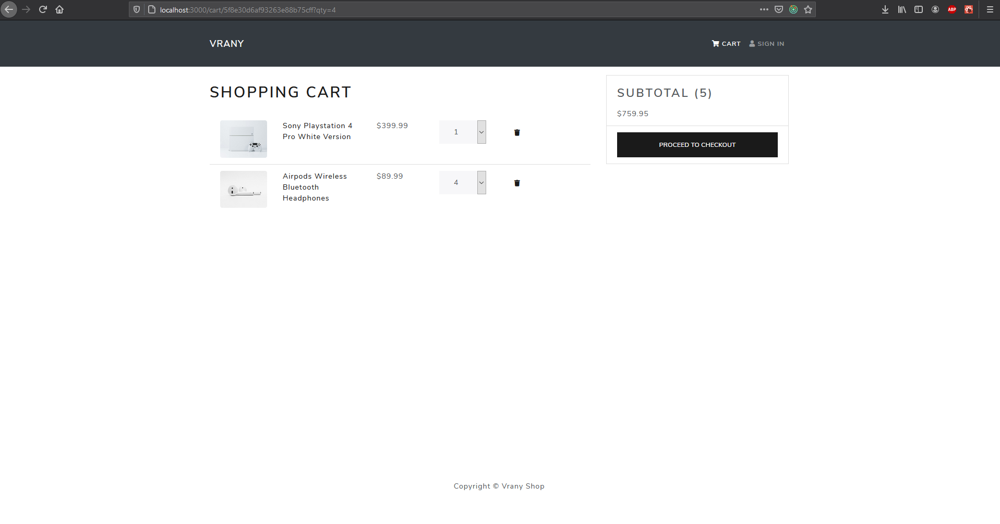 localhost:3000/cart/5f8e30d6af93263e88b75cff?qty=4
ABP
VRANY
CART
SIGN IN
SHOPPING CART
Sony Playstation 4
Pro White Version
$399.99
1
Airpods Wireless
Bluetooth
Headphones
$89.99
4
SUBTOTAL (5)
$759.95
PROCEED TO CHECKOUT
Copyright © Vrany Shop